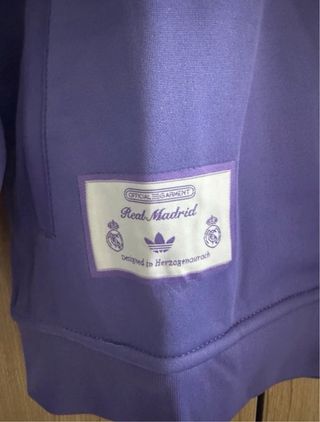 OFFICIAL GARMENT
Real Madrid
Designed in Herzogenaurach